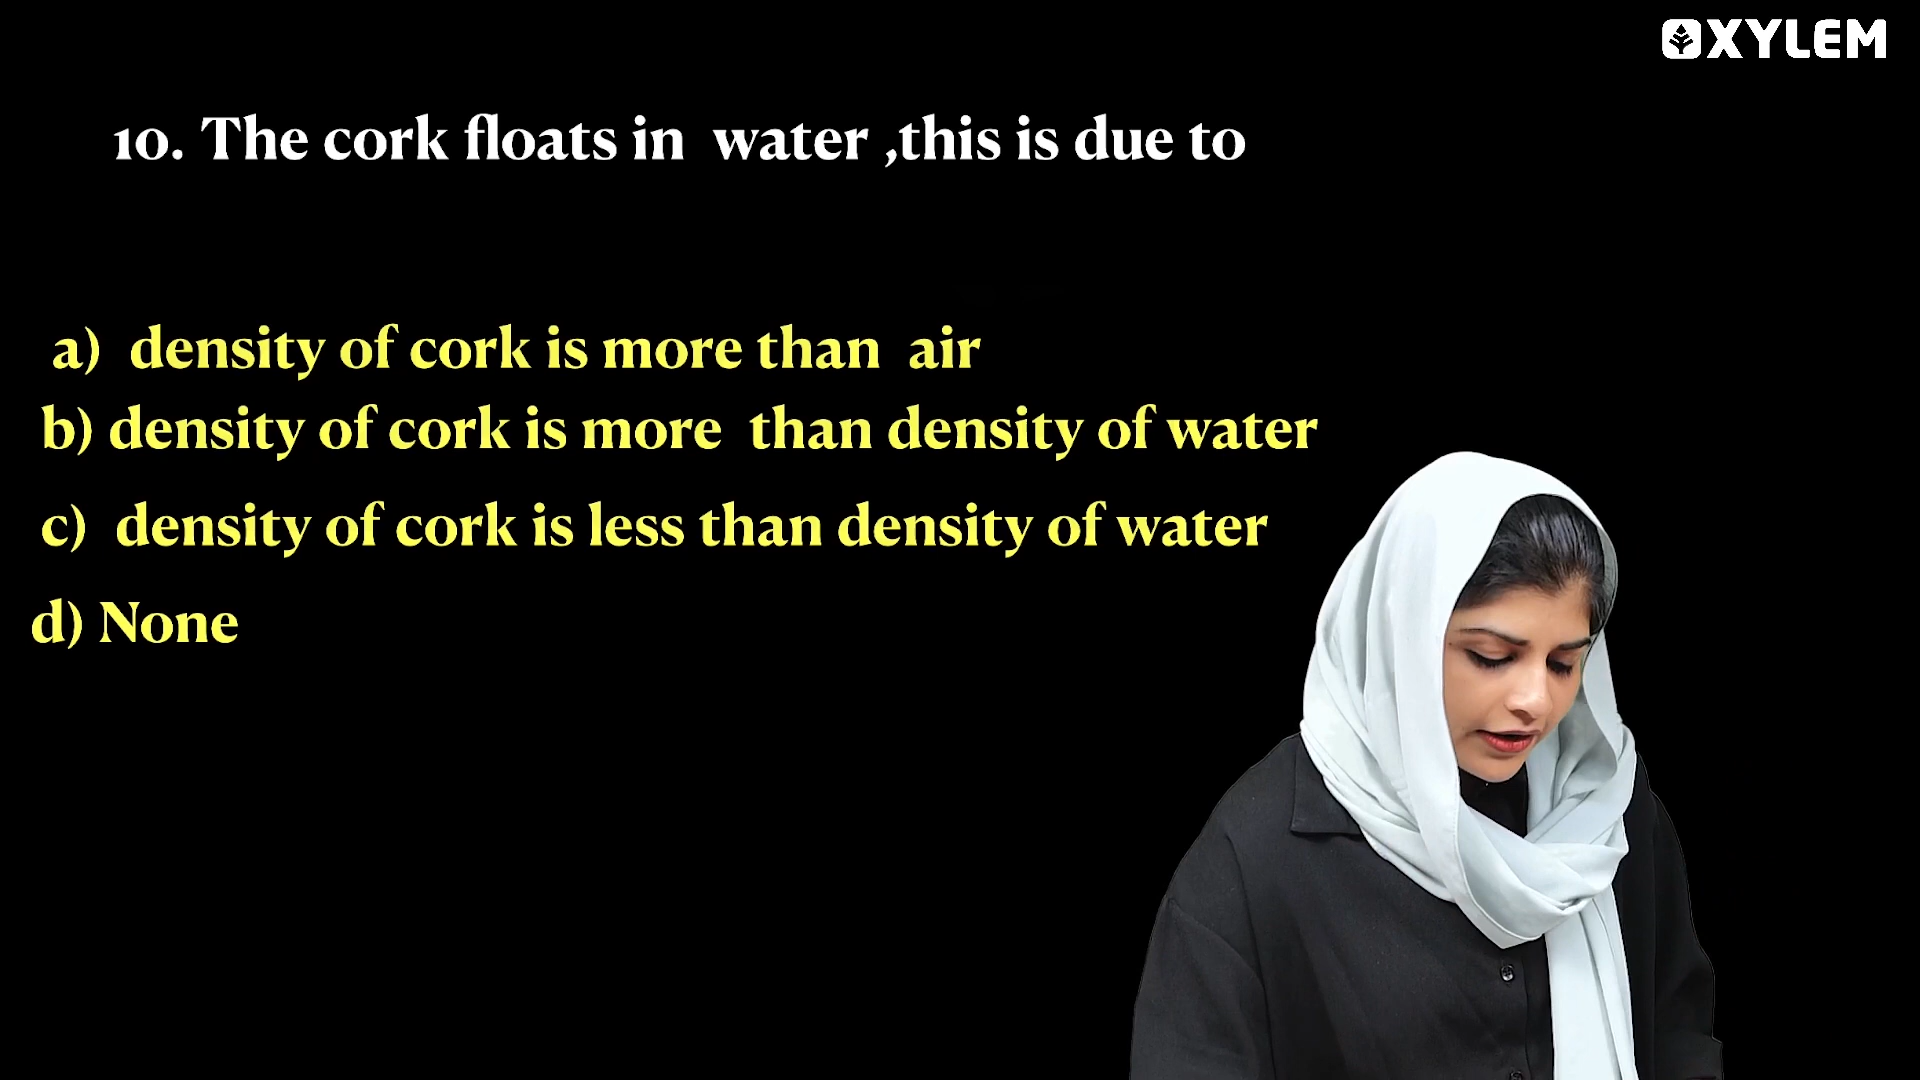 XYLEM
10. The cork floats in water ,this is due to
a) density of cork is more than air
b) density of cork is more than density of water
c) density of cork is less than density of water
d) None